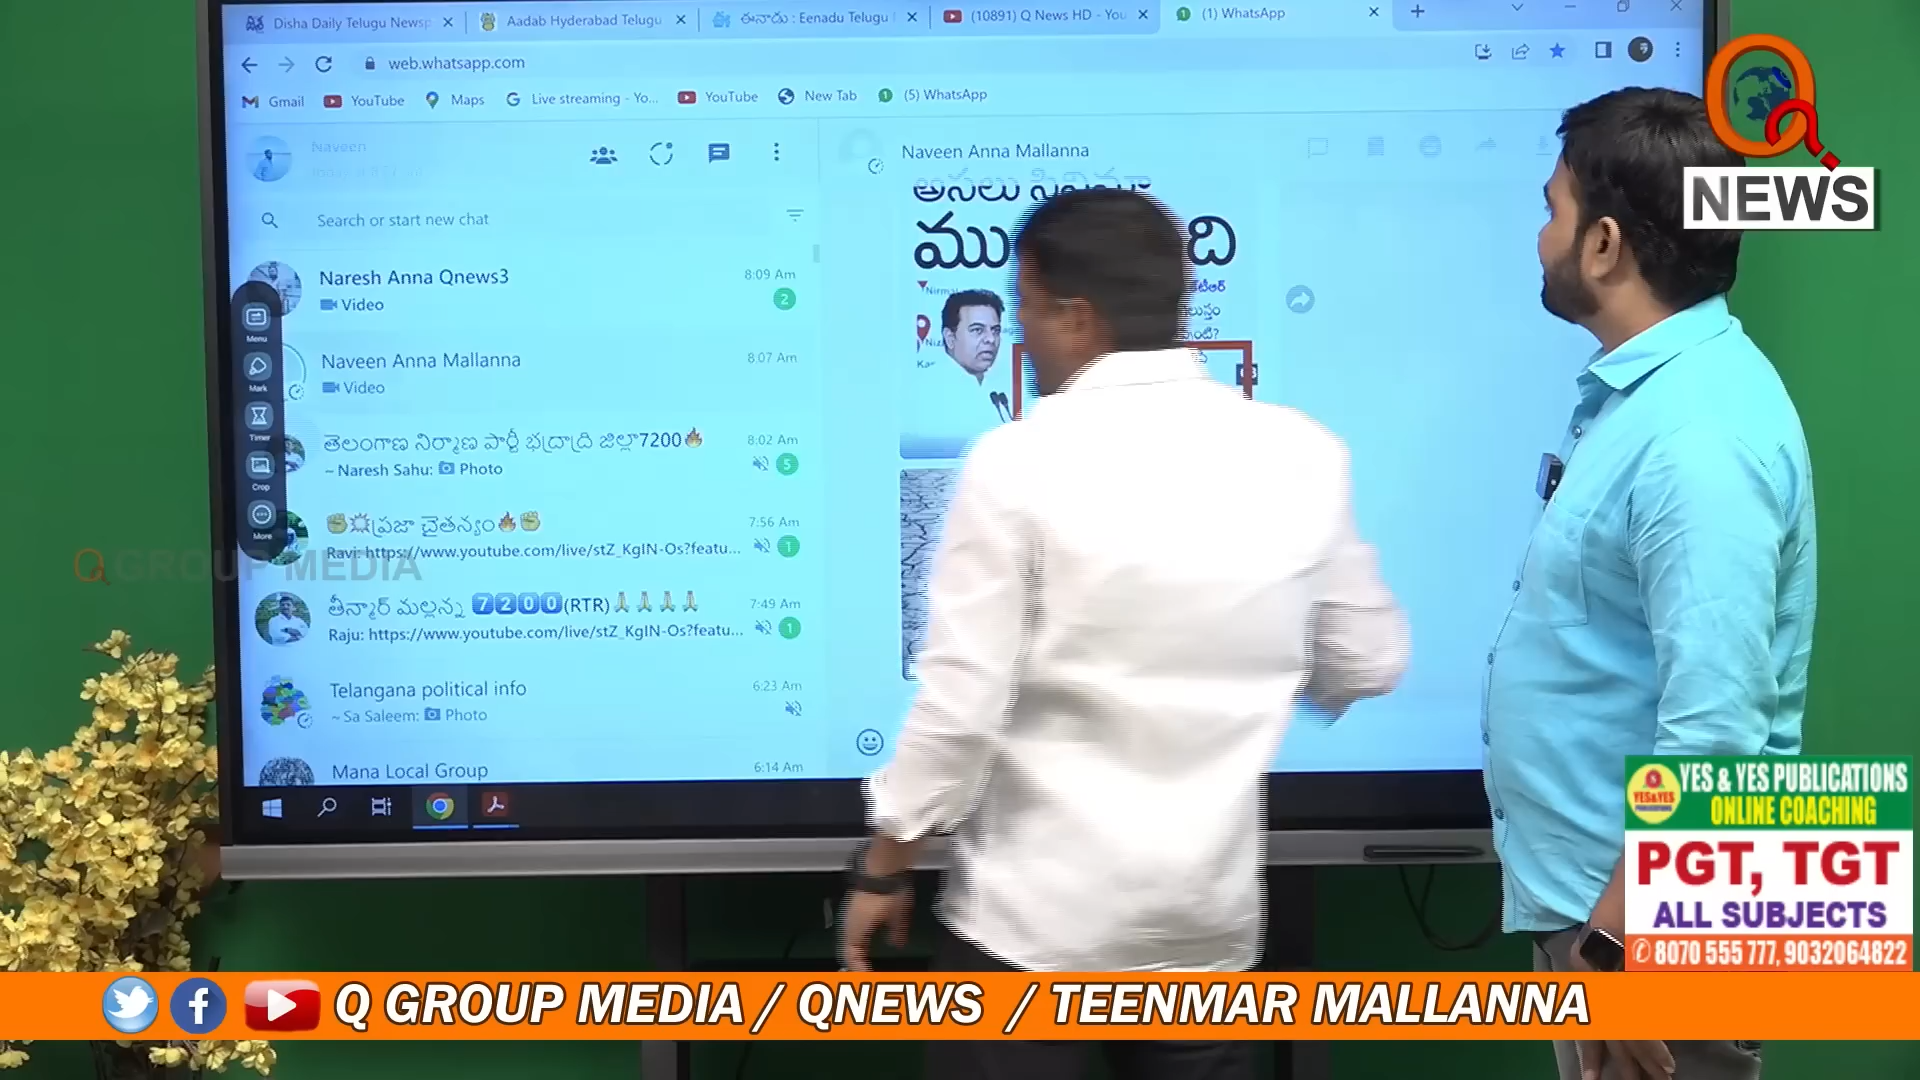 Disha Daily Telugu Newsp
Aadab Hyderabad Telugu
ఈనాడు : Eenadu Telugu
(10891) Q News HD - You
(1) WhatsApp
web.whatsapp.com
Gmail
YouTube
Maps
Live streaming - Yo...
YouTube
New Tab
(5) WhatsApp
Naveen
Search or start new chat
Naresh Anna Qnews3
8:09 Am
Video
2
Naveen Anna Mallanna
8:07 Am
Video
తెలంగాణ నిర్మాణ పార్టీ భద్రాద్రి జిల్లా7200🔥
8:02 Am
~ Naresh Sahu: Photo
5
✊💥ప్రజా చైతన్యం🔥✊
7:56 Am
Ravi: https://www.youtube.com/live/stZ_KgIN-Os?featu...
1
తీన్మార్ మల్లన్న 7200(RTR)🙏🙏🙏🙏
7:49 Am
Raju: https://www.youtube.com/live/stZ_KgIN-Os?featu...
1
Telangana political info
6:23 Am
~ Sa Saleem: Photo
Mana Local Group
6:14 Am
Menu
Mark
Timer
Crop
More
Naveen Anna Mallanna
అసలు సినిమా
ము
ది
Q GROUP MEDIA
NEWS
YES & YES PUBLICATIONS
ONLINE COACHING
PGT, TGT
ALL SUBJECTS
✆ 8070 555 777, 9032064822
Q GROUP MEDIA / QNEWS / TEENMAR MALLANNA